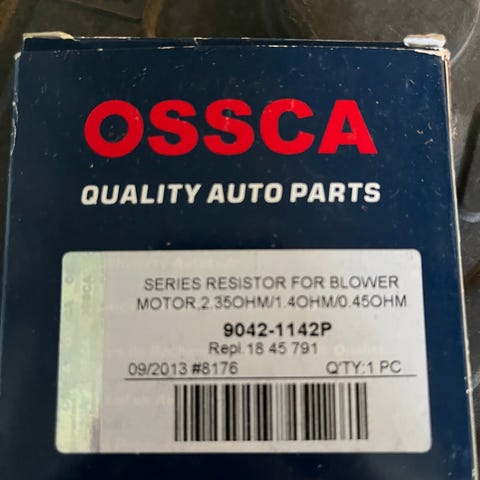 OSSCA
QUALITY AUTO PARTS
OSSCA
SERIES RESISTOR FOR BLOWER
MOTOR,2.35OHM/1.4OHM/0.45OHM
9042-1142P
Repl.18 45 791
09/2013 #8176 Q'TY:1 PC